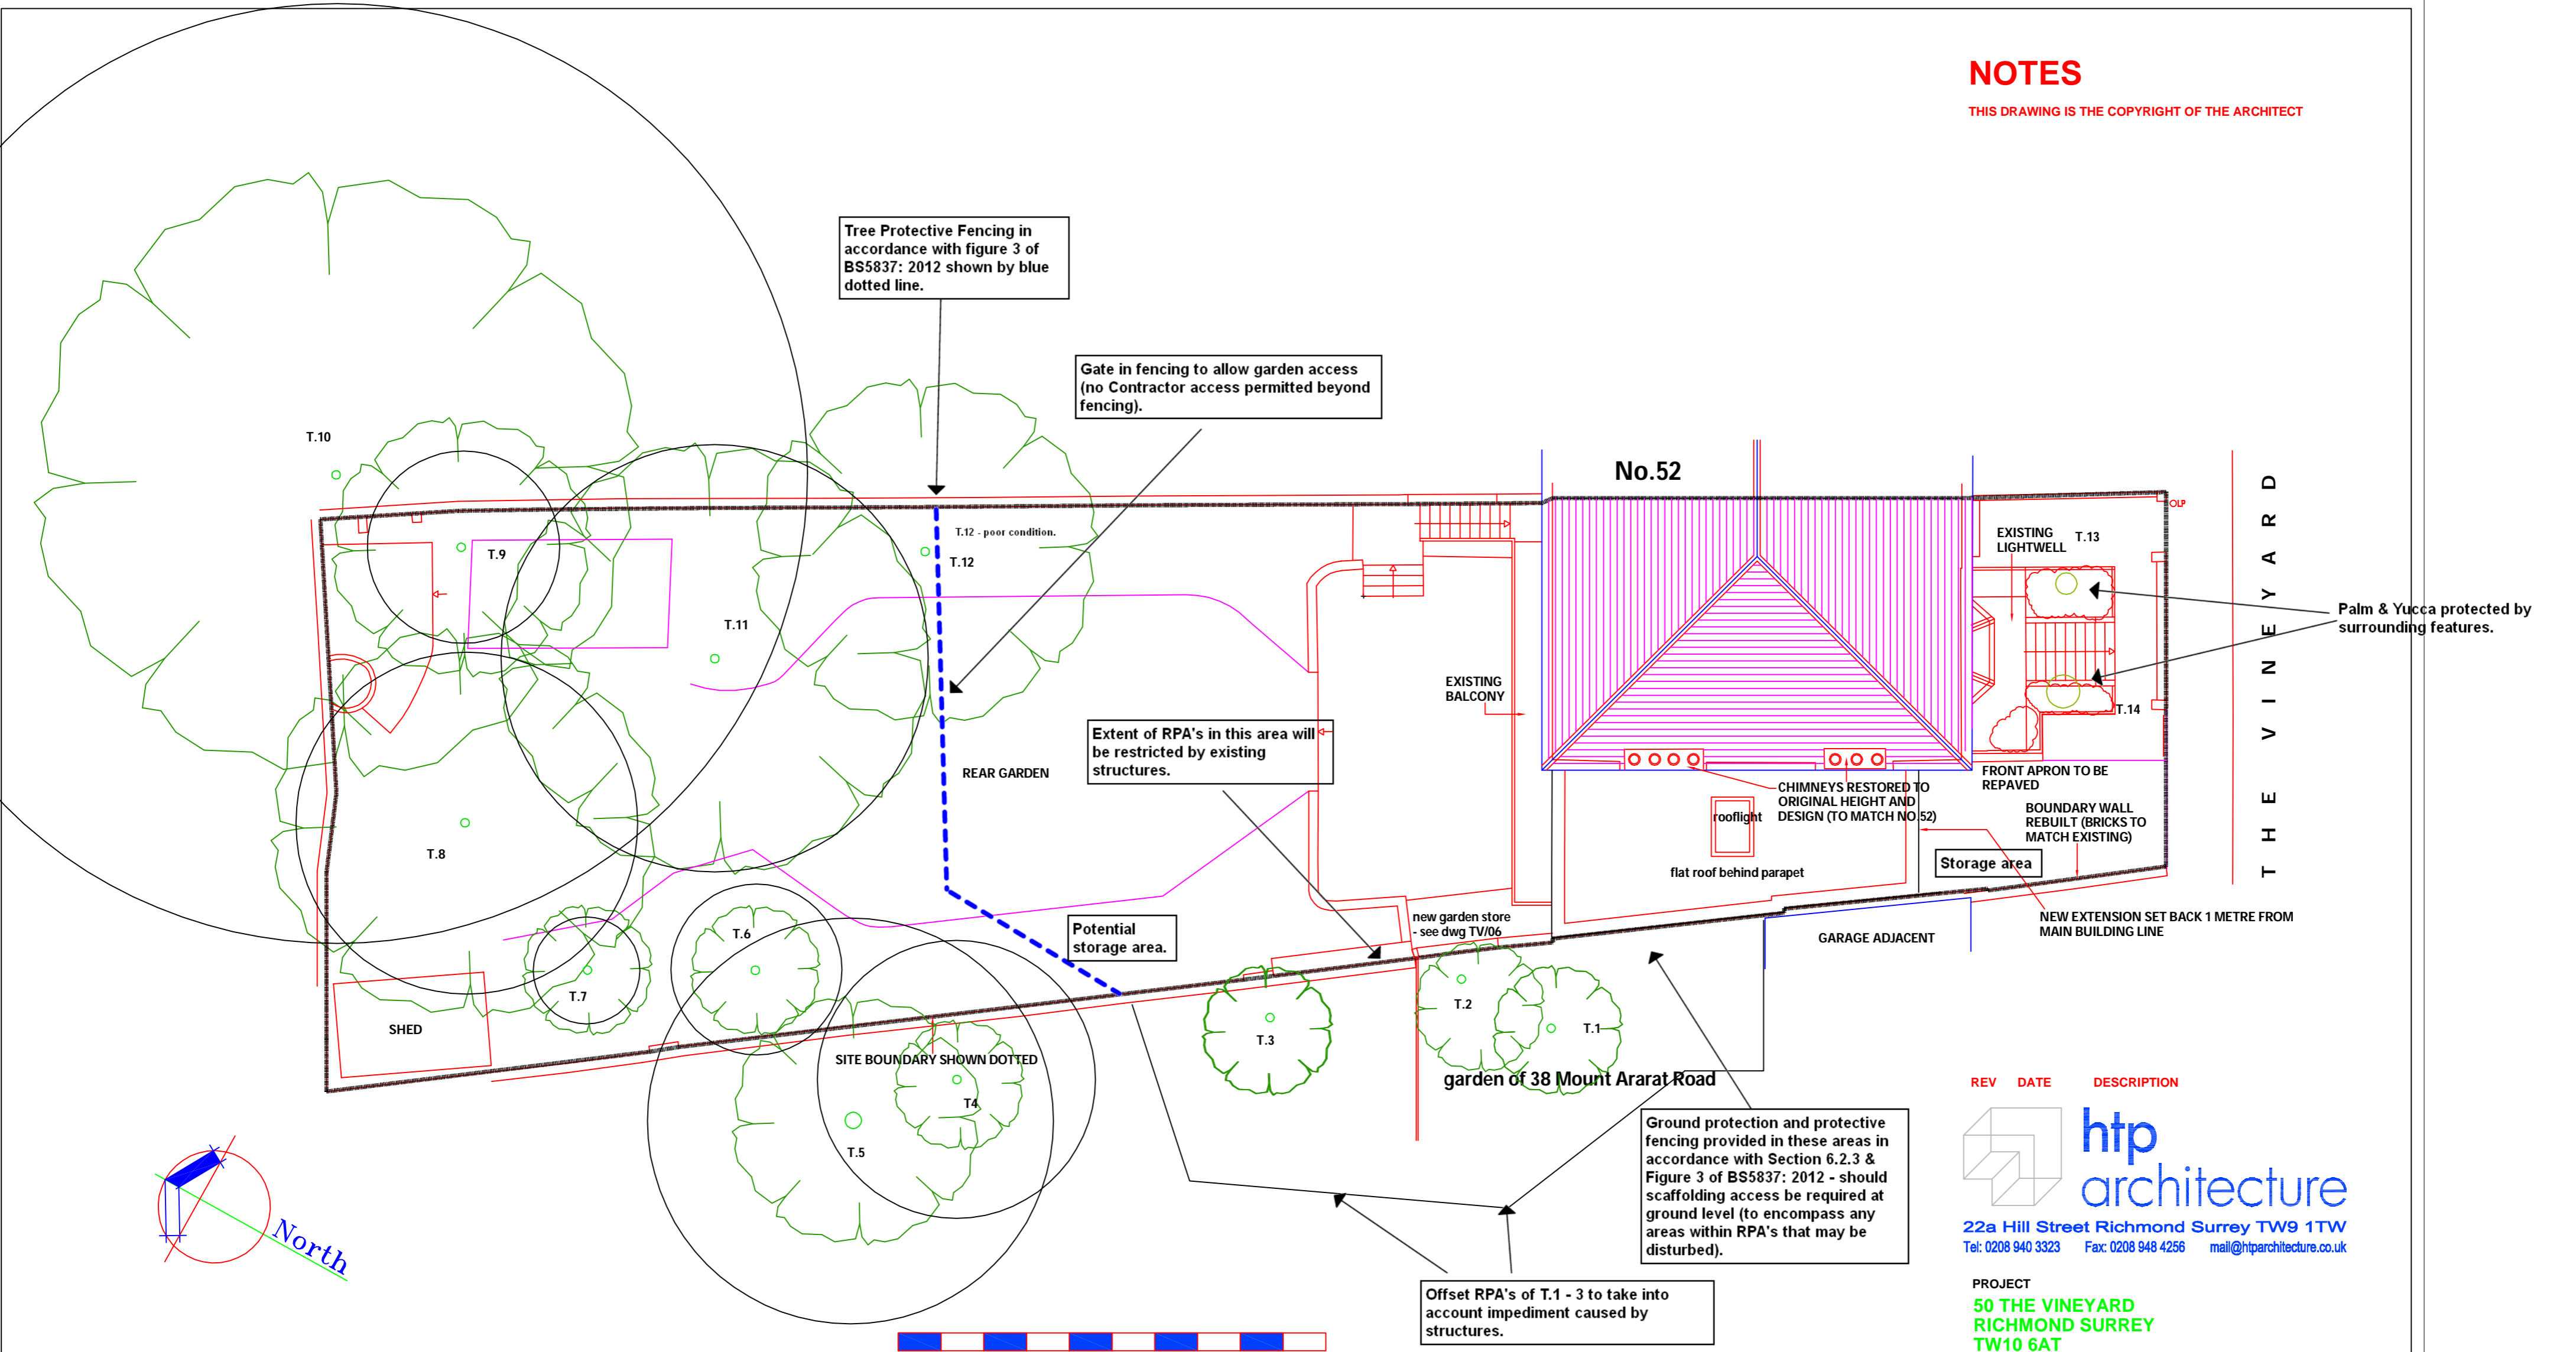 NOTES
THIS DRAWING IS THE COPYRIGHT OF THE ARCHITECT
Tree Protective Fencing in
accordance with figure 3 of
BS5837: 2012 shown by blue
dotted line.
Gate in fencing to allow garden access
(no Contractor access permitted beyond
fencing).
T.10
T.9
T.12 - poor condition.
T.12
T.11
T.8
T.7
T.6
T.5
T4
T.3
T.2
T.1
No.52
EXISTING
LIGHTWELL
T.13
OLP
T.14
THE VINEYARD
Palm & Yucca protected by
surrounding features.
EXISTING
BALCONY
Extent of RPA's in this area will
be restricted by existing
structures.
REAR GARDEN
FRONT APRON TO BE
REPAVED
CHIMNEYS RESTORED TO
ORIGINAL HEIGHT AND
DESIGN (TO MATCH NO.52)
BOUNDARY WALL
REBUILT (BRICKS TO
MATCH EXISTING)
rooflight
flat roof behind parapet
Storage area
new garden store
- see dwg TV/06
NEW EXTENSION SET BACK 1 METRE FROM
MAIN BUILDING LINE
GARAGE ADJACENT
Potential
storage area.
SHED
SITE BOUNDARY SHOWN DOTTED
garden of 38 Mount Ararat Road
Ground protection and protective
fencing provided in these areas in
accordance with Section 6.2.3 &
Figure 3 of BS5837: 2012 - should
scaffolding access be required at
ground level (to encompass any
areas within RPA's that may be
disturbed).
Offset RPA's of T.1 - 3 to take into
account impediment caused by
structures.
North
REV DATE DESCRIPTION
htp
architecture
22a Hill Street Richmond Surrey TW9 1TW
Tel: 0208 940 3323 Fax: 0208 948 4256 mail@htparchitecture.co.uk
PROJECT
50 THE VINEYARD
RICHMOND SURREY
TW10 6AT